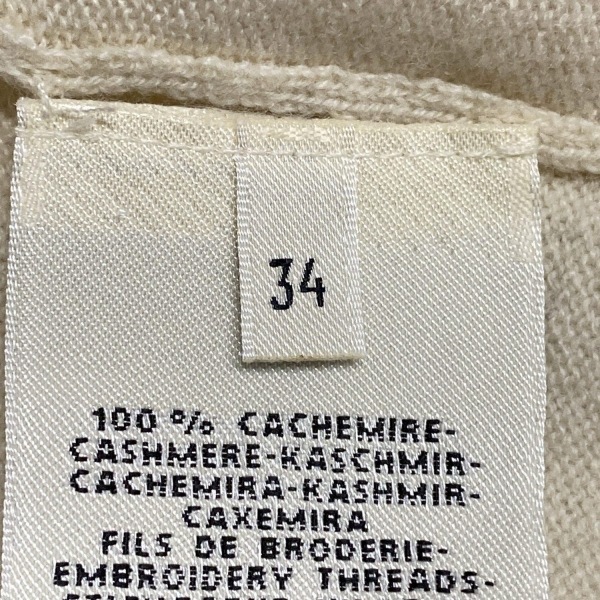 34
100 % CACHEMIRE-
CASHMERE-KASCHMIR-
CACHEMIRA-KASHMIR-
CAXEMIRA
FILS DE BRODERIE-
EMBROIDERY THREADS-